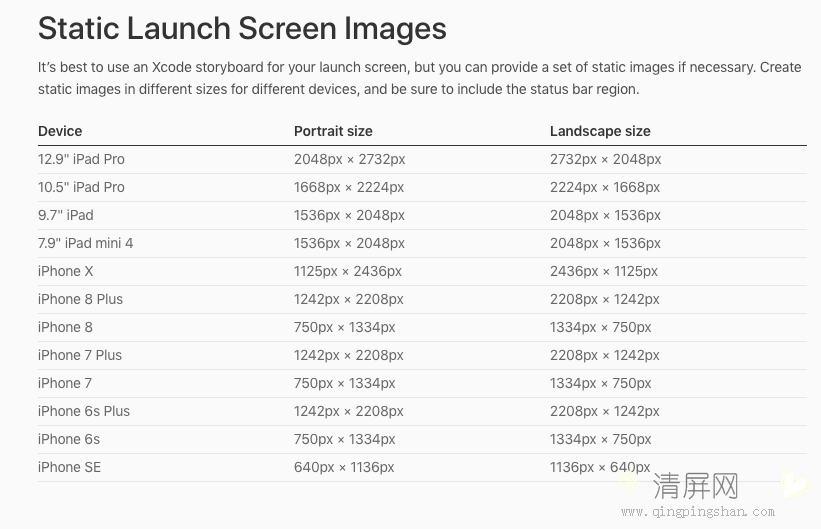 Static Launch Screen Images
It’s best to use an Xcode storyboard for your launch screen, but you can provide a set of static images if necessary. Create
static images in different sizes for different devices, and be sure to include the status bar region.
Device Portrait size Landscape size
12.9" iPad Pro 2048px × 2732px 2732px × 2048px
10.5" iPad Pro 1668px × 2224px 2224px × 1668px
9.7" iPad 1536px × 2048px 2048px × 1536px
7.9" iPad mini 4 1536px × 2048px 2048px × 1536px
iPhone X 1125px × 2436px 2436px × 1125px
iPhone 8 Plus 1242px × 2208px 2208px × 1242px
iPhone 8 750px × 1334px 1334px × 750px
iPhone 7 Plus 1242px × 2208px 2208px × 1242px
iPhone 7 750px × 1334px 1334px × 750px
iPhone 6s Plus 1242px × 2208px 2208px × 1242px
iPhone 6s 750px × 1334px 1334px × 750px
iPhone SE 640px × 1136px 1136px × 640px
清屏网
www.qingpingshan.com